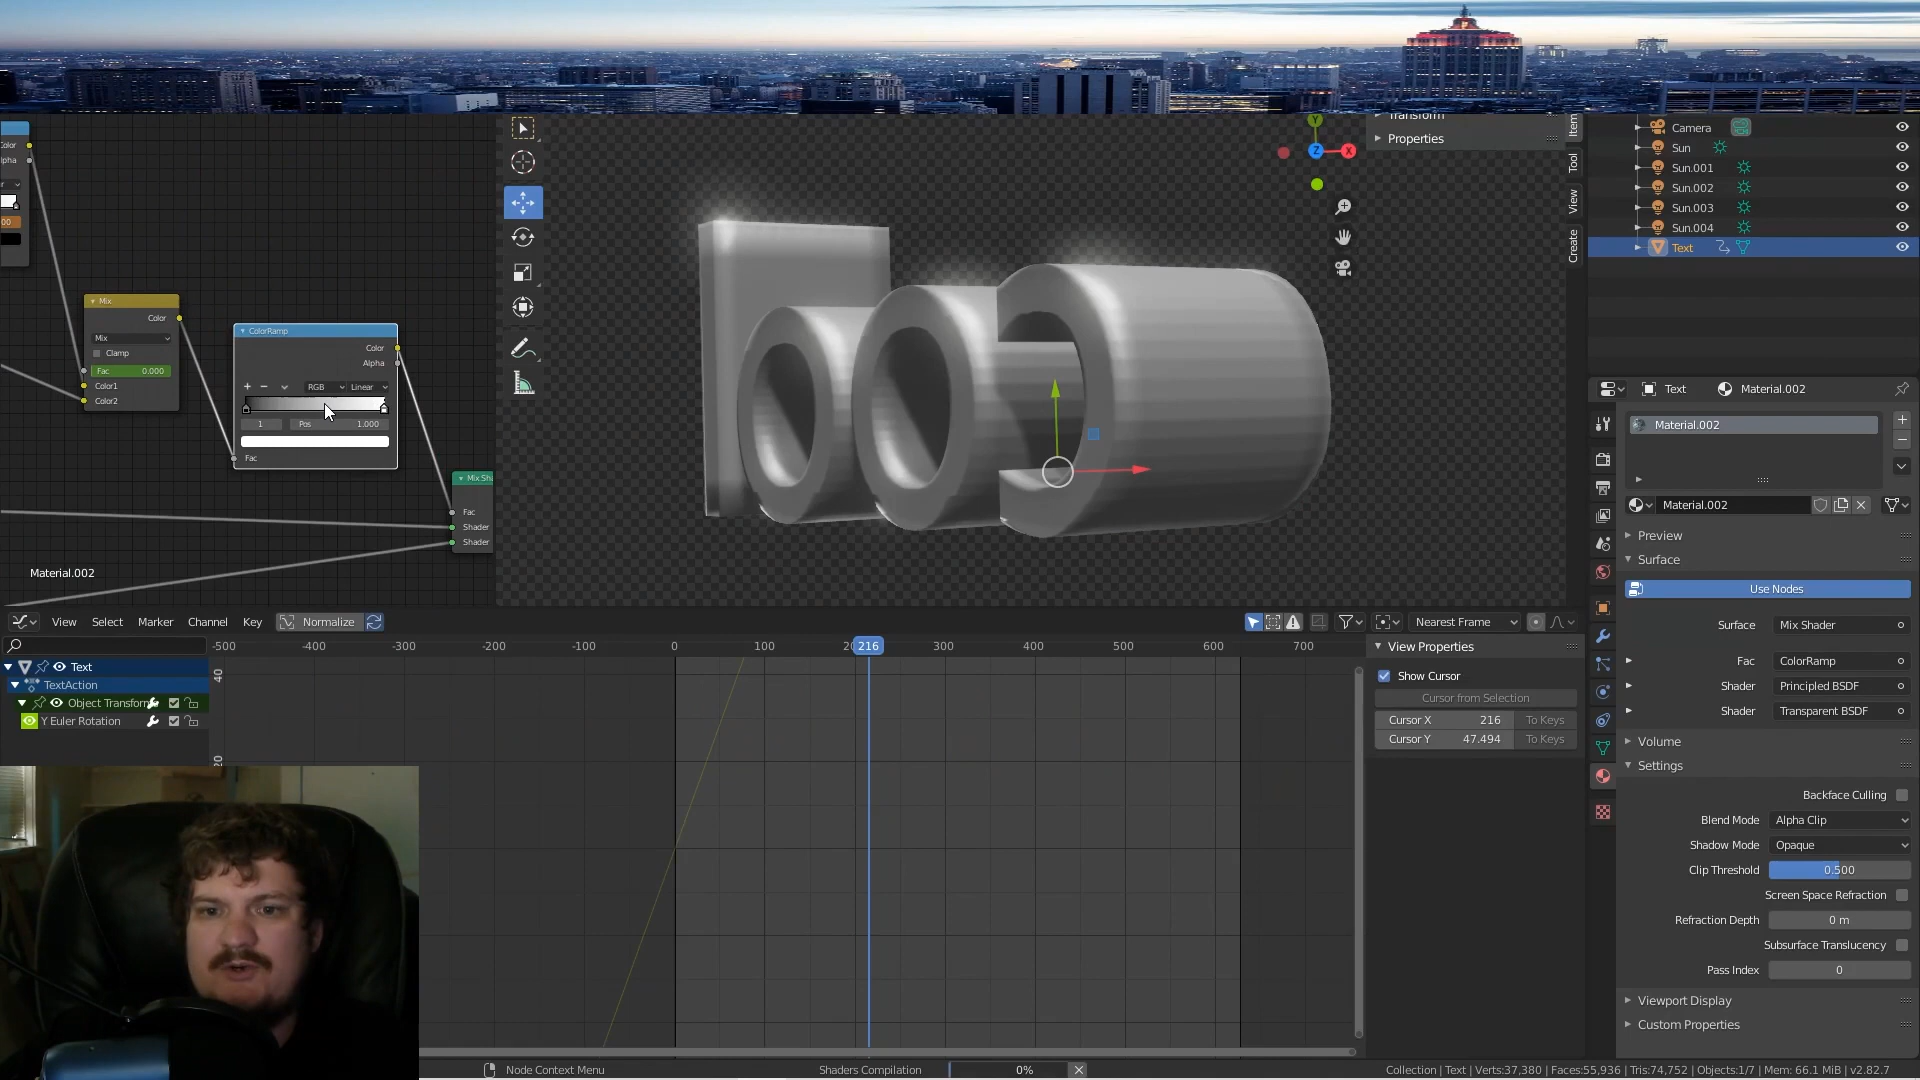 Transform
Properties
Item
Tool
View
Create
Camera
Sun
Sun.001
Sun.002
Sun.003
Sun.004
Text
Y
Z
X
Mix
Color
Mix
Clamp
Fac 0.000
Color1
Color2
ColorRamp
Color
Alpha
RGB Linear
1 Pos 1.000
Fac
Fac
Shader
Shader
Material.002
Text Material.002
Material.002
Material.002
Preview
Surface
Use Nodes
Surface Mix Shader
Fac ColorRamp
Shader Principled BSDF
Shader Transparent BSDF
Volume
Settings
Backface Culling
Blend Mode Alpha Clip
Shadow Mode Opaque
Clip Threshold 0.500
Screen Space Refraction
Refraction Depth 0 m
Subsurface Translucency
Pass Index 0
Viewport Display
Custom Properties
View Select Marker Channel Key Normalize Nearest Frame
-500 -400 -300 -200 -100 0 100 216 300 400 500 600 700
40
20
Text
TextAction
Object Transform
Y Euler Rotation
View Properties
Show Cursor
Cursor from Selection
Cursor X 216 To Keys
Cursor Y 47.494 To Keys
Node Context Menu Shaders Compilation 0% Collection | Text | Verts:37,380 | Faces:55,936 | Tris:74,752 | Objects:1/7 | Mem: 66.1 MiB | v2.82.7